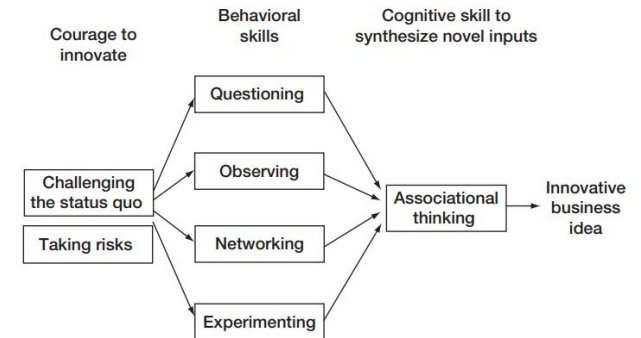 Courage to
innovate
Behavioral
skills
Cognitive skill to
synthesize novel inputs
Challenging
the status quo
Taking risks
Questioning
Observing
Networking
Experimenting
Associational
thinking
Innovative
business
idea